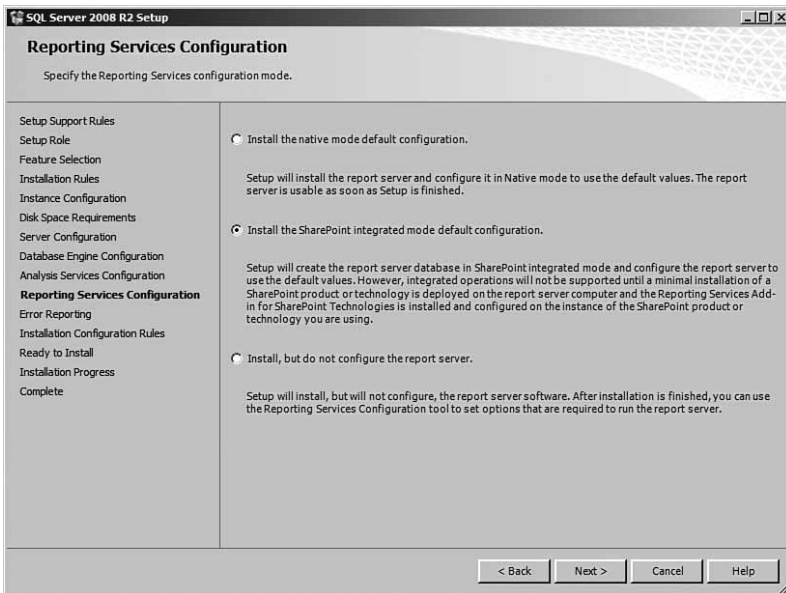 SQL Server 2008 R2 Setup
Reporting Services Configuration
Specify the Reporting Services configuration mode.
Setup Support Rules
Setup Role
Feature Selection
Installation Rules
Instance Configuration
Disk Space Requirements
Server Configuration
Database Engine Configuration
Analysis Services Configuration
Reporting Services Configuration
Error Reporting
Installation Configuration Rules
Ready to Install
Installation Progress
Complete
Install the native mode default configuration.
Setup will install the report server and configure it in Native mode to use the default values. The report
server is usable as soon as Setup is finished.
Install the SharePoint integrated mode default configuration.
Setup will create the report server database in SharePoint integrated mode and configure the report server to
use the default values. However, integrated operations will not be supported until a minimal installation of a
SharePoint product or technology is deployed on the report server computer and the Reporting Services Add-
in for SharePoint Technologies is installed and configured on the instance of the SharePoint product or
technology you are using.
Install, but do not configure the report server.
Setup will install, but will not configure, the report server software. After installation is finished, you can use
the Reporting Services Configuration tool to set options that are required to run the report server.
< Back
Next >
Cancel
Help